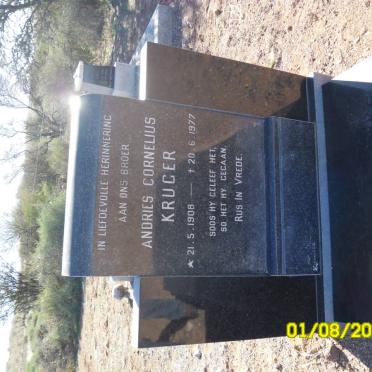 IN LIEFDEVOLLE HERINNERING
AAN ONS BROER
ANDRIES CORNELIUS
KRUGER
★ 21.5.1908 — † 20.6.1977
SOOS HY GELEEF HET,
SO HET HY GEGAAN.
RUS IN VREDE.
01/08/20